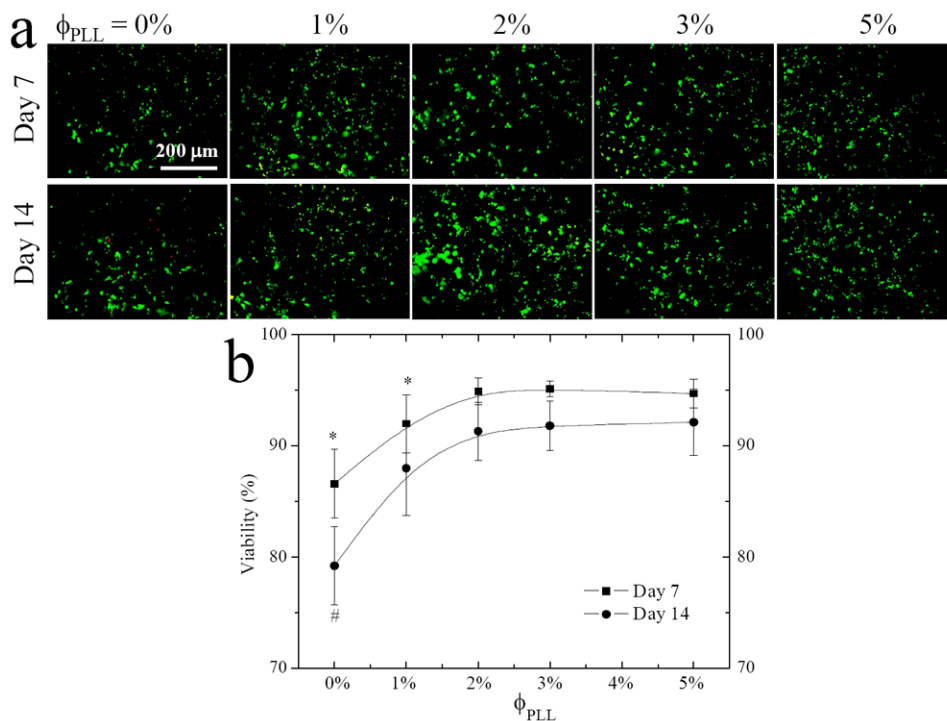 a
ϕPLL = 0% 1% 2% 3% 5%
Day 7
200 μm
Day 14
b
100 100
* *
90 90
Viability (%)
80 80
Day 7
#
Day 14
70 70
0% 1% 2% 3% 4% 5%
ϕPLL